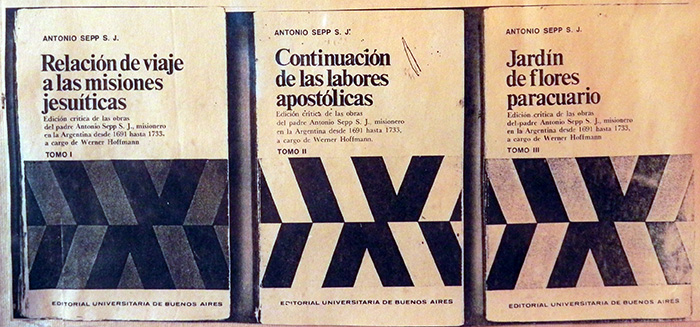 ANTONIO SEPP S. J.
Relación de viaje
a las misiones
jesuíticas
Edición crítica de las obras
del padre Antonio Sepp S. J., misionero
en la Argentina desde 1691 hasta 1733,
a cargo de Werner Hoffmann
TOMO I
EDITORIAL UNIVERSITARIA DE BUENOS AIRES
ANTONIO SEPP S. J.
Continuación
de las labores
apostólicas
Edición crítica de las obras
del padre Antonio Sepp S. J., misionero
en la Argentina desde 1691 hasta 1733,
a cargo de Werner Hoffmann.
TOMO II
EDITORIAL UNIVERSITARIA DE BUENOS AIRES
ANTONIO SEPP S. J.
Jardín
de flores
paracuario
Edición crítica de las obras
del padre Antonio Sepp S. J., misionero
en la Argentina desde 1691 hasta 1733,
a cargo de Werner Hoffmann.
TOMO III
EDITORIAL UNIVERSITARIA DE BUENOS AIRES